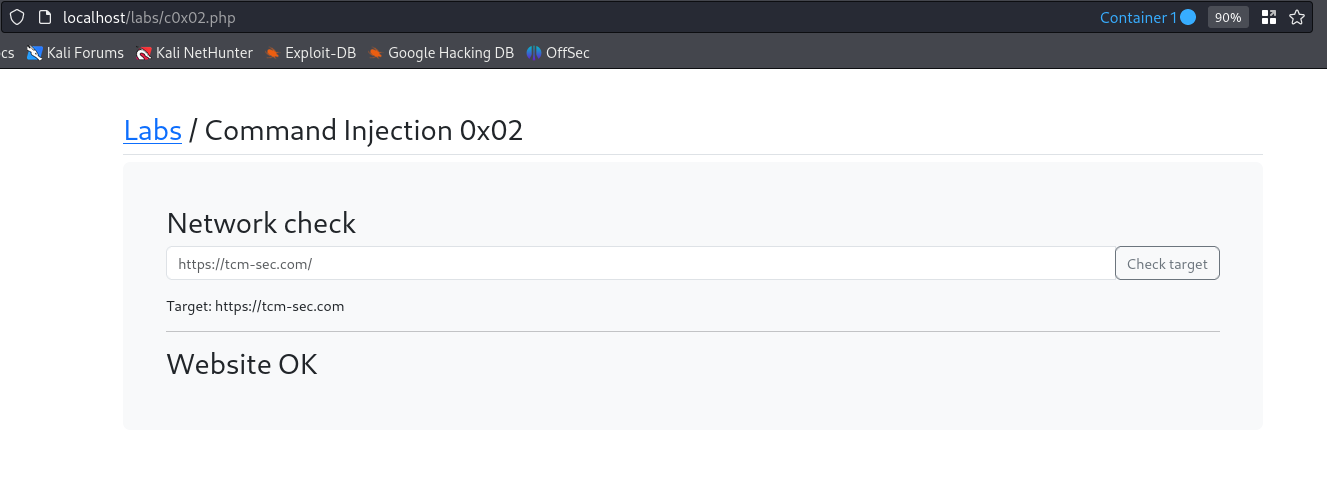 localhost/labs/c0x02.php Container 1 90%
cs Kali Forums Kali NetHunter Exploit-DB Google Hacking DB OffSec
Labs / Command Injection 0x02
Network check
https://tcm-sec.com/ Check target
Target: https://tcm-sec.com
Website OK